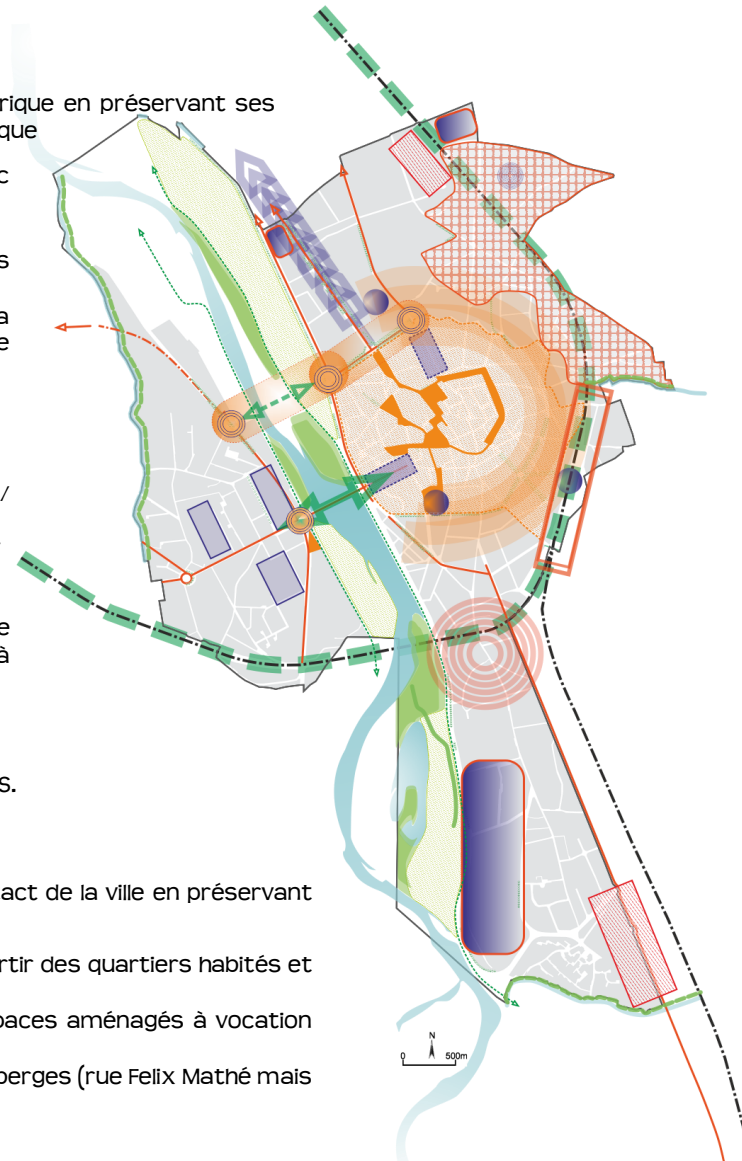 rique en préservant ses
que
c
s
a
e
/
.
e
à
s.
act de la ville en préservant
rtir des quartiers habités et
paces aménagés à vocation
berges (rue Felix Mathé mais
N
0 500m